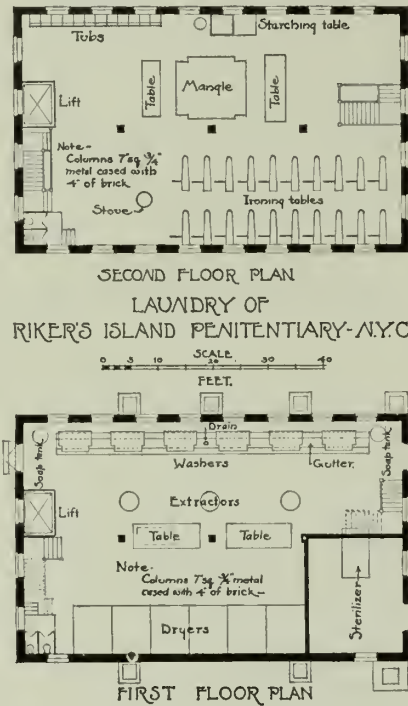 Tubs
Starching table
Table
Mangle
Table
Lift
Note-
Columns 7"sq 3/4"
metal cased with
4" of brick
Stove
Ironing tables
SECOND FLOOR PLAN
LAUNDRY OF
RIKER'S ISLAND PENITENTIARY-N.Y.C
SCALE
0 5 10 20 30 40
FEET.
Drain
Soap tank
Washers
Gutter.
Soap tank
Extractors
Lift
Table
Table
Note-
Columns 7"sq 3/4" metal
cased with 4" of brick-
Sterilizer
Dryers
FIRST FLOOR PLAN